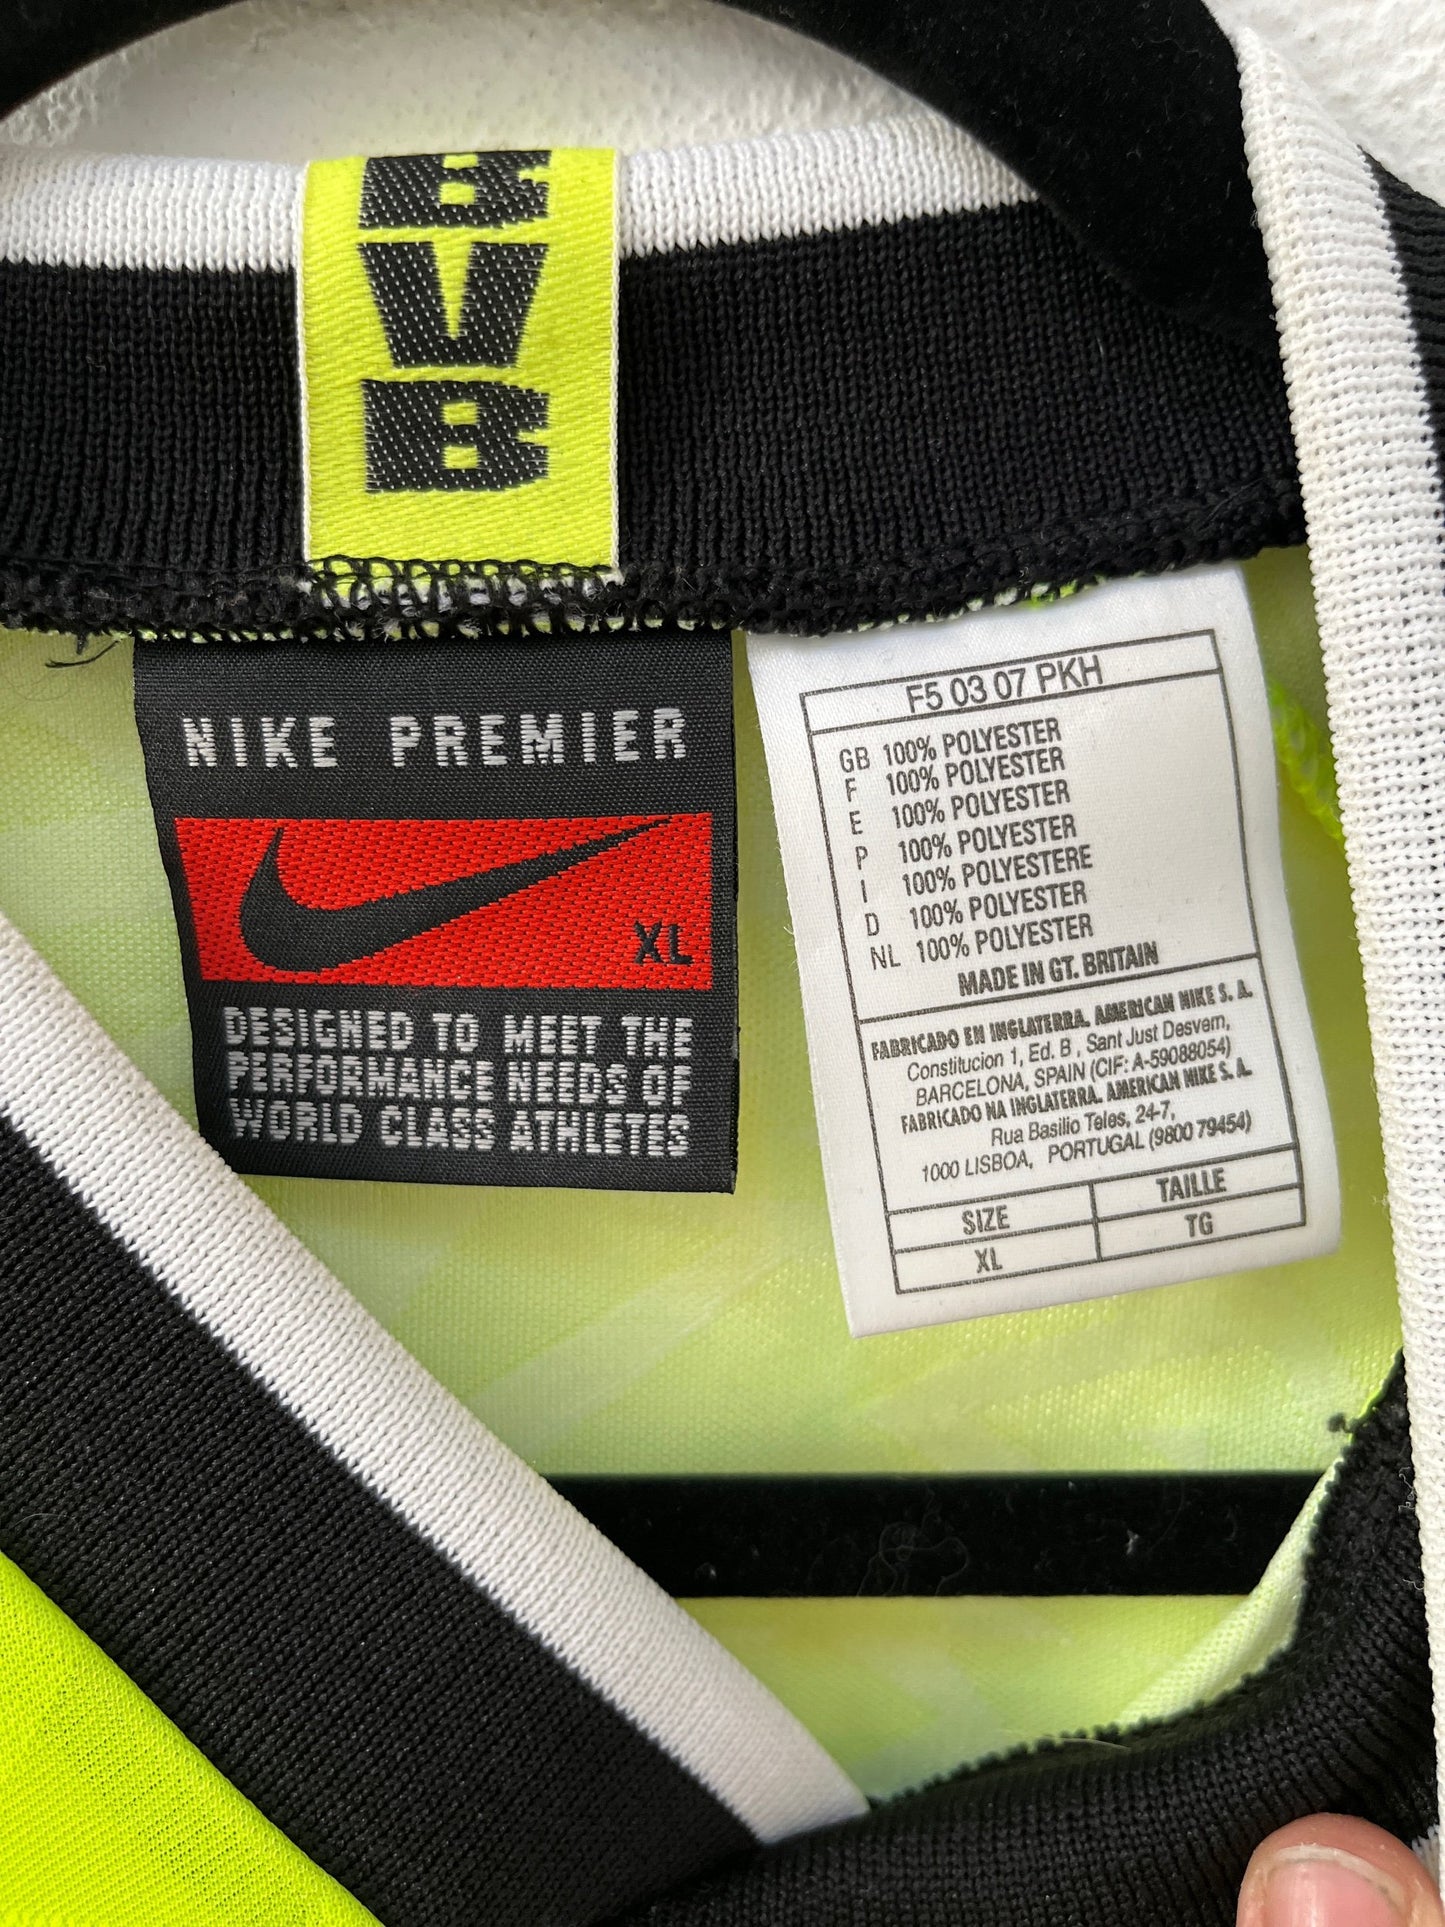 B
V
B
NIKE PREMIER
XL
DESIGNED TO MEET THE
PERFORMANCE NEEDS OF
WORLD CLASS ATHLETES
F5 03 07 PKH
GB 100% POLYESTER
F 100% POLYESTER
E 100% POLYESTER
P 100% POLYESTER
I 100% POLYESTERE
D 100% POLYESTER
NL 100% POLYESTER
MADE IN GT. BRITAIN
FABRICADO EN INGLATERRA. AMERICAN NIKE S. A.
Constitucion 1, Ed. B , Sant Just Desvern,
BARCELONA, SPAIN (CIF: A-59088054)
FABRICADO NA INGLATERRA. AMERICAN NIKE S. A.
Rua Basilio Teles, 24-7,
1000 LISBOA, PORTUGAL (9800 79454)
SIZE TAILLE
XL TG